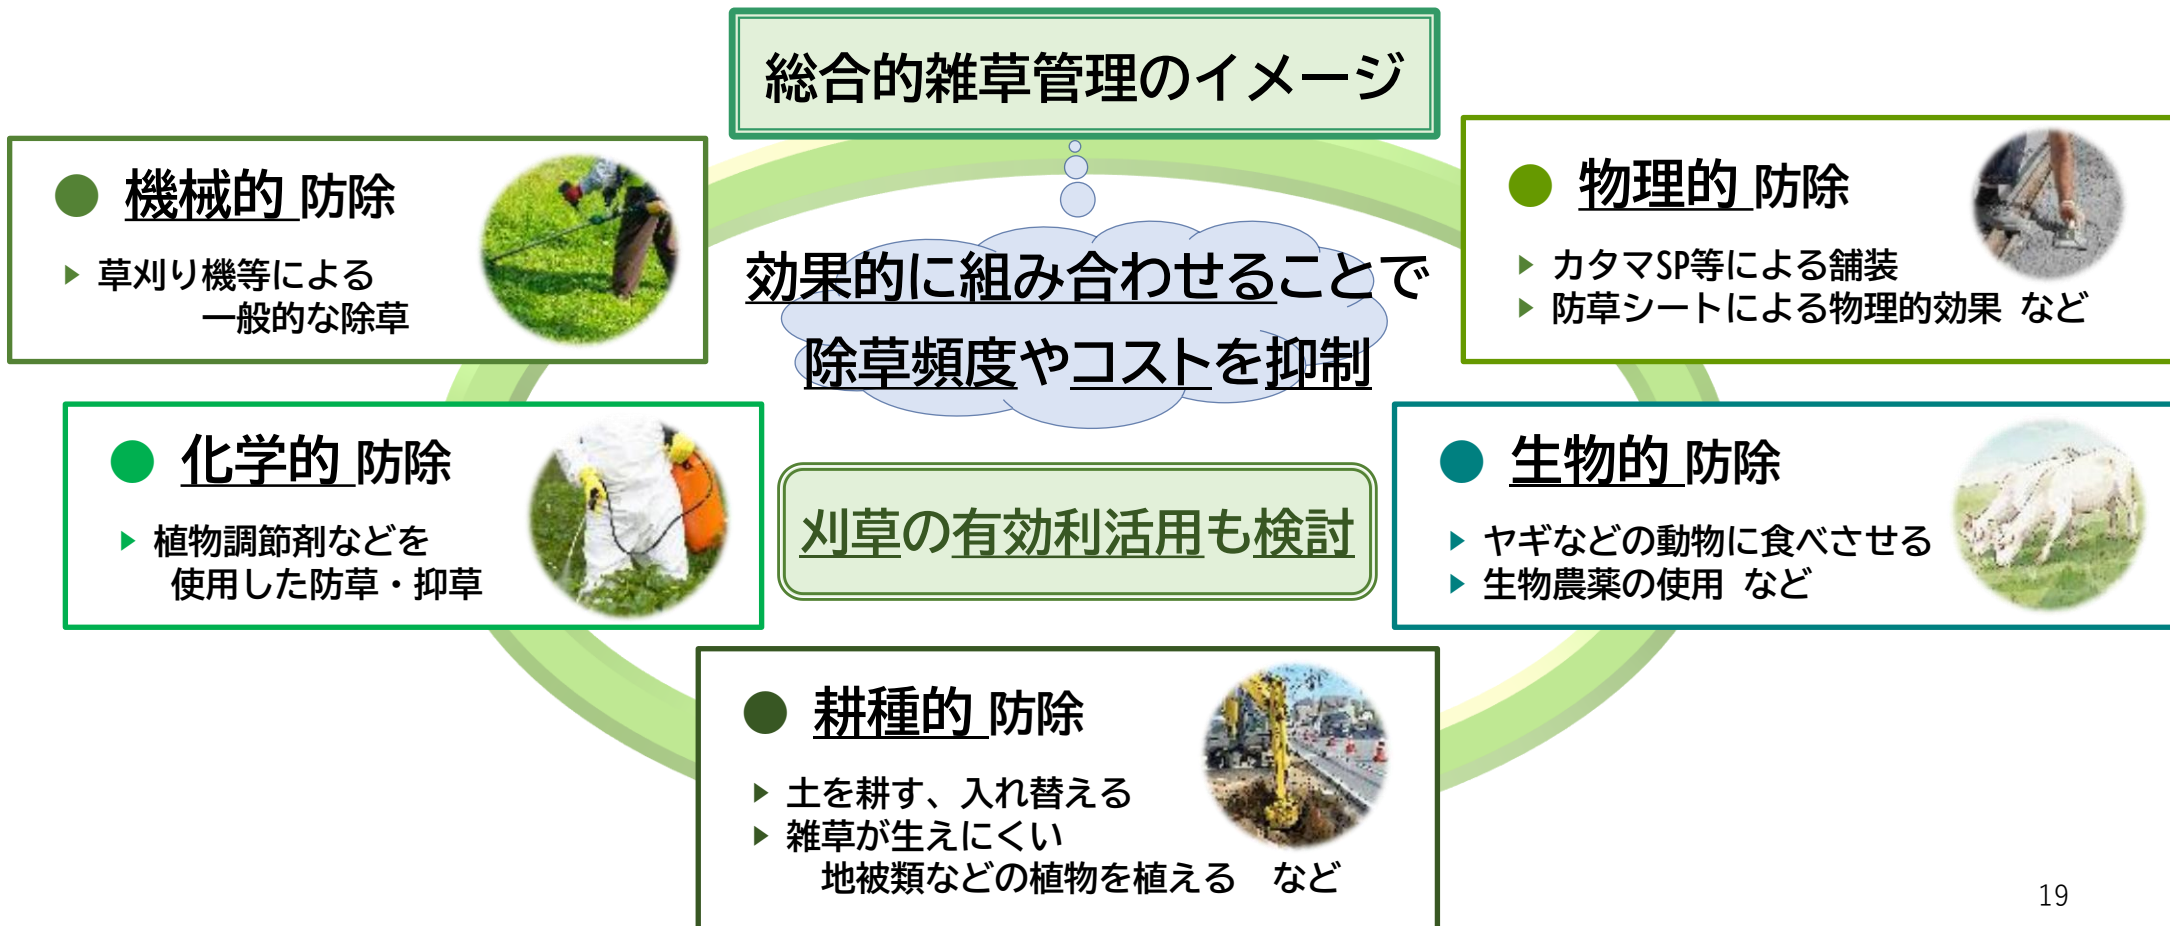 総合的雑草管理のイメージ
● 機械的 防除
▶ 草刈り機等による
一般的な除草
● 物理的 防除
▶ カタマSP等による舗装
▶ 防草シートによる物理的効果 など
効果的に組み合わせることで
除草頻度やコストを抑制
● 化学的 防除
▶ 植物調節剤などを
使用した防草・抑草
刈草の有効利活用も検討
● 生物的 防除
▶ ヤギなどの動物に食べさせる
▶ 生物農薬の使用 など
● 耕種的 防除
▶ 土を耕す、入れ替える
▶ 雑草が生えにくい
地被類などの植物を植える など
19